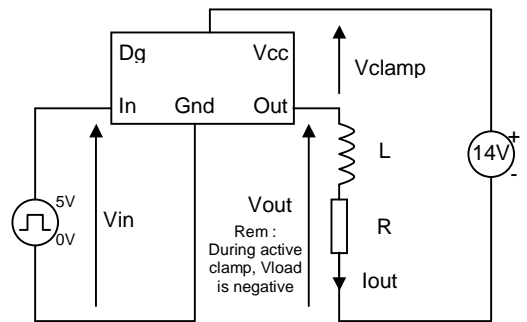 Dg
Vcc
In
Gnd
Out
Vclamp
14V
+
-
5V
0V
Vin
Vout
Rem :
During active
clamp, Vload
is negative
L
R
Iout